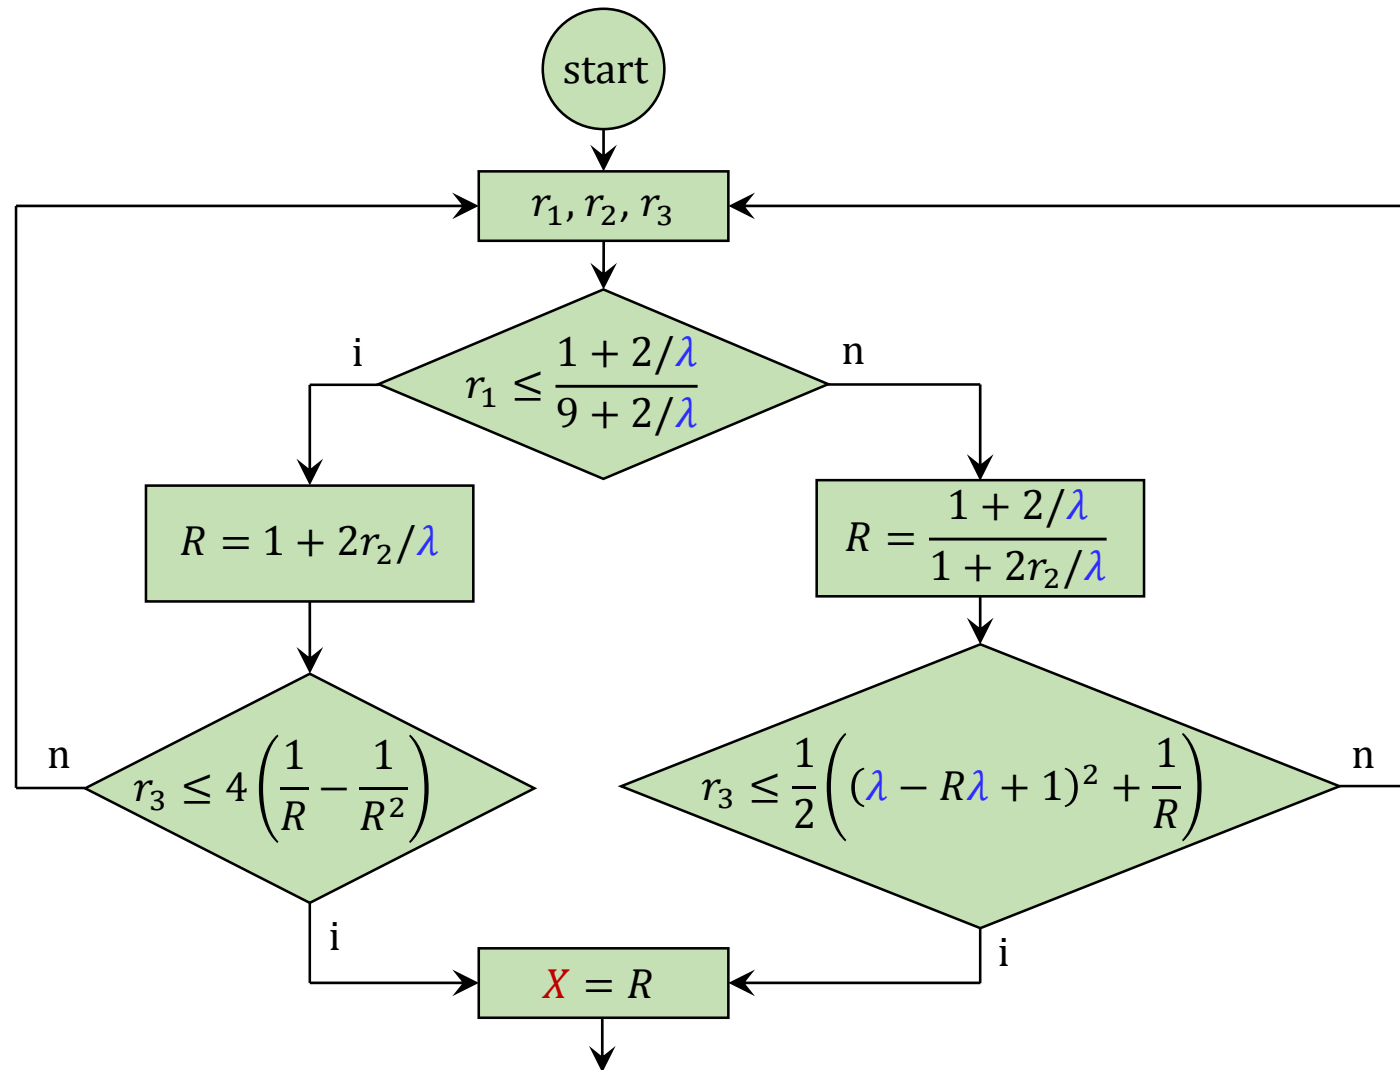 start
r₁, r₂, r₃
i
n
r₁ ≤ (1 + 2/λ)/(9 + 2/λ)
R = 1 + 2r₂/λ
R = (1 + 2/λ)/(1 + 2r₂/λ)
n
r₃ ≤ 4(1/R − 1/R²)
r₃ ≤ 1/2((λ − Rλ + 1)² + 1/R)
n
i
i
X = R